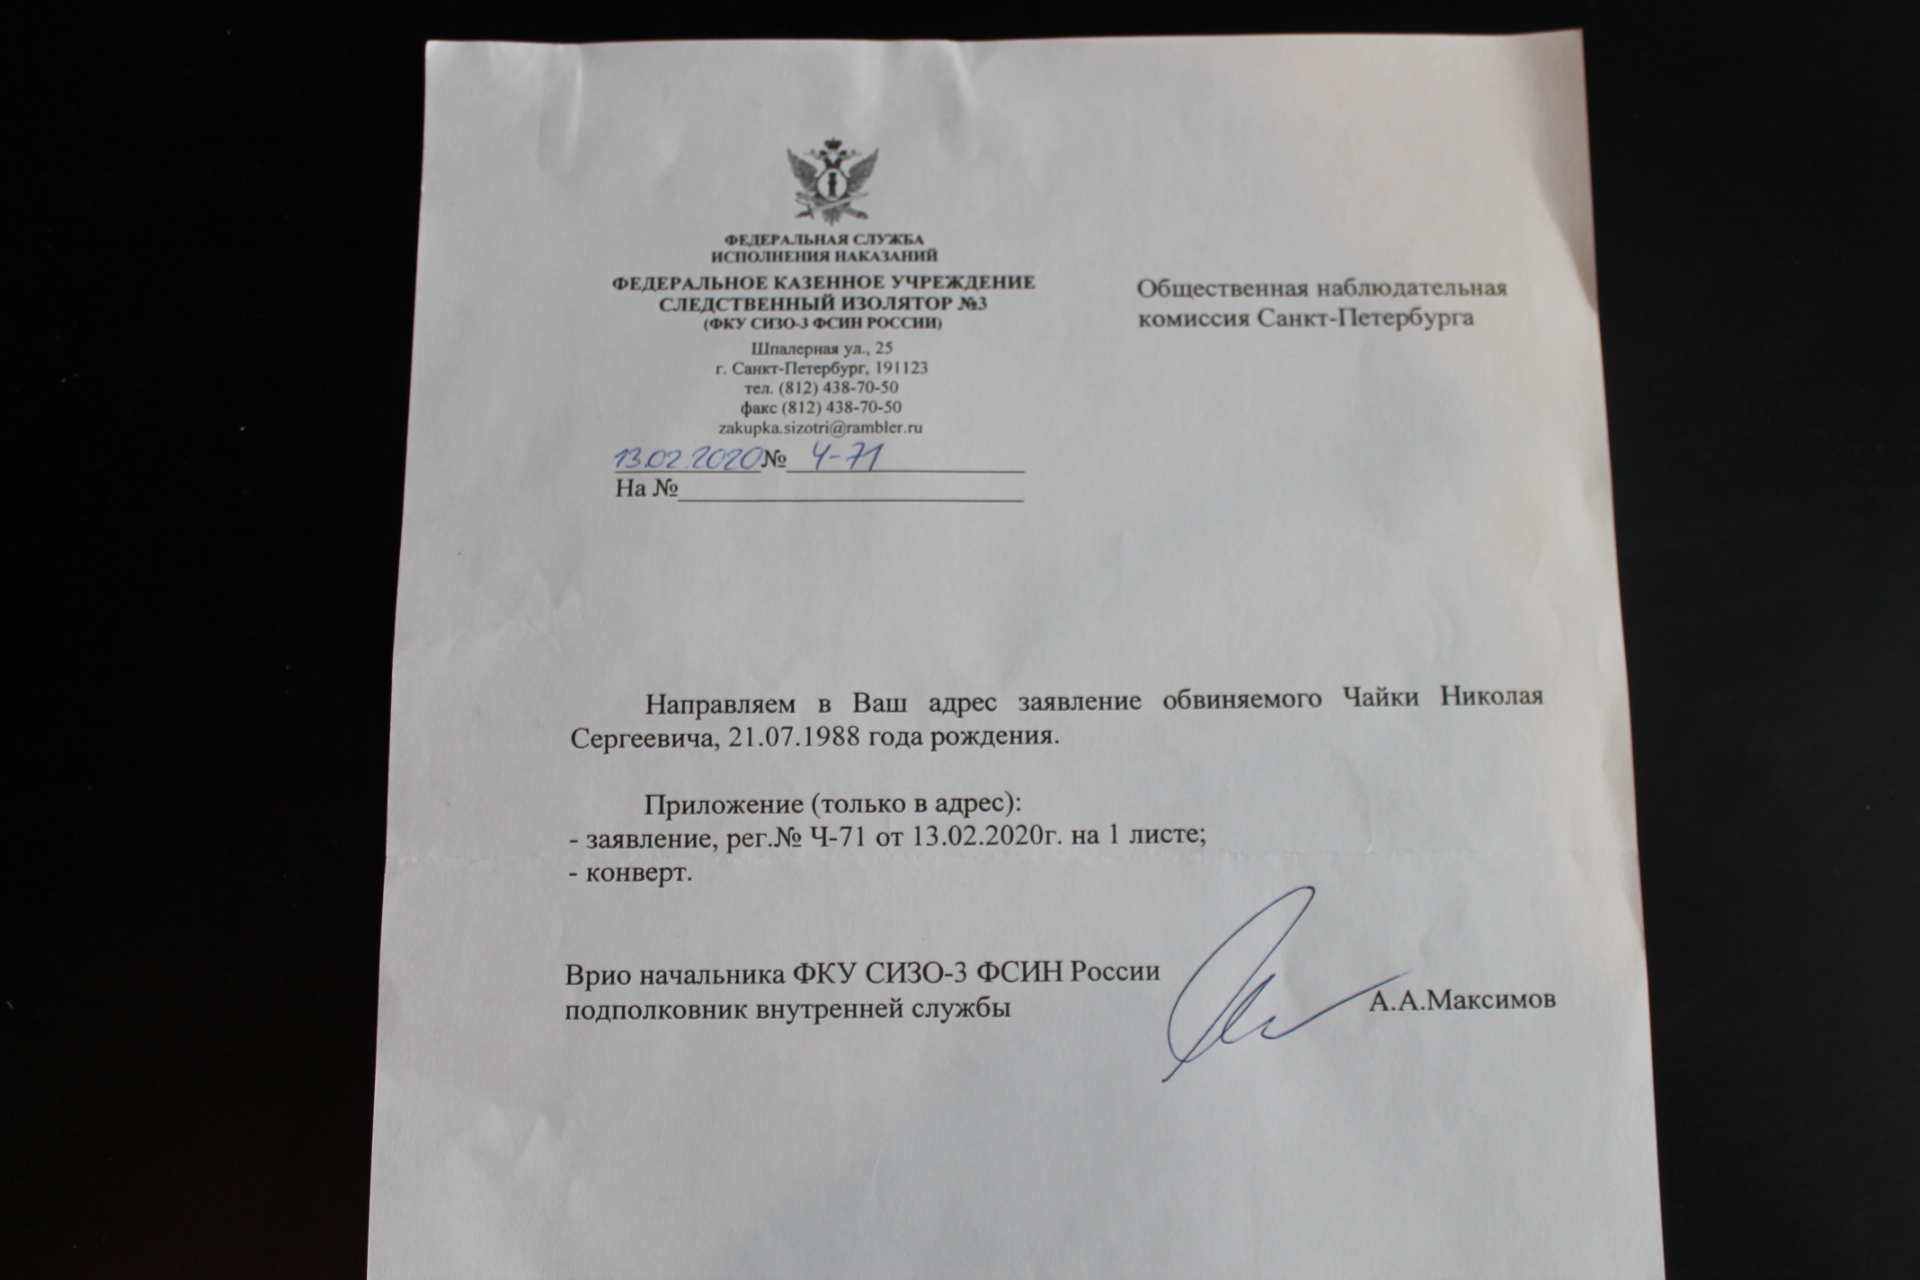 ФЕДЕРАЛЬНАЯ СЛУЖБА
ИСПОЛНЕНИЯ НАКАЗАНИЙ
ФЕДЕРАЛЬНОЕ КАЗЕННОЕ УЧРЕЖДЕНИЕ
СЛЕДСТВЕННЫЙ ИЗОЛЯТОР №3
(ФКУ СИЗО-3 ФСИН РОССИИ)
Шпалерная ул., 25
г. Санкт-Петербург, 191123
тел. (812) 438-70-50
факс (812) 438-70-50
zakupka.sizotri@rambler.ru
13.02.2020 № Ч-71
На №
Общественная наблюдательная
комиссия Санкт-Петербурга
Направляем в Ваш адрес заявление обвиняемого Чайки Николая
Сергеевича, 21.07.1988 года рождения.
Приложение (только в адрес):
- заявление, рег.№ Ч-71 от 13.02.2020г. на 1 листе;
- конверт.
Врио начальника ФКУ СИЗО-3 ФСИН России
подполковник внутренней службы
А.А.Максимов